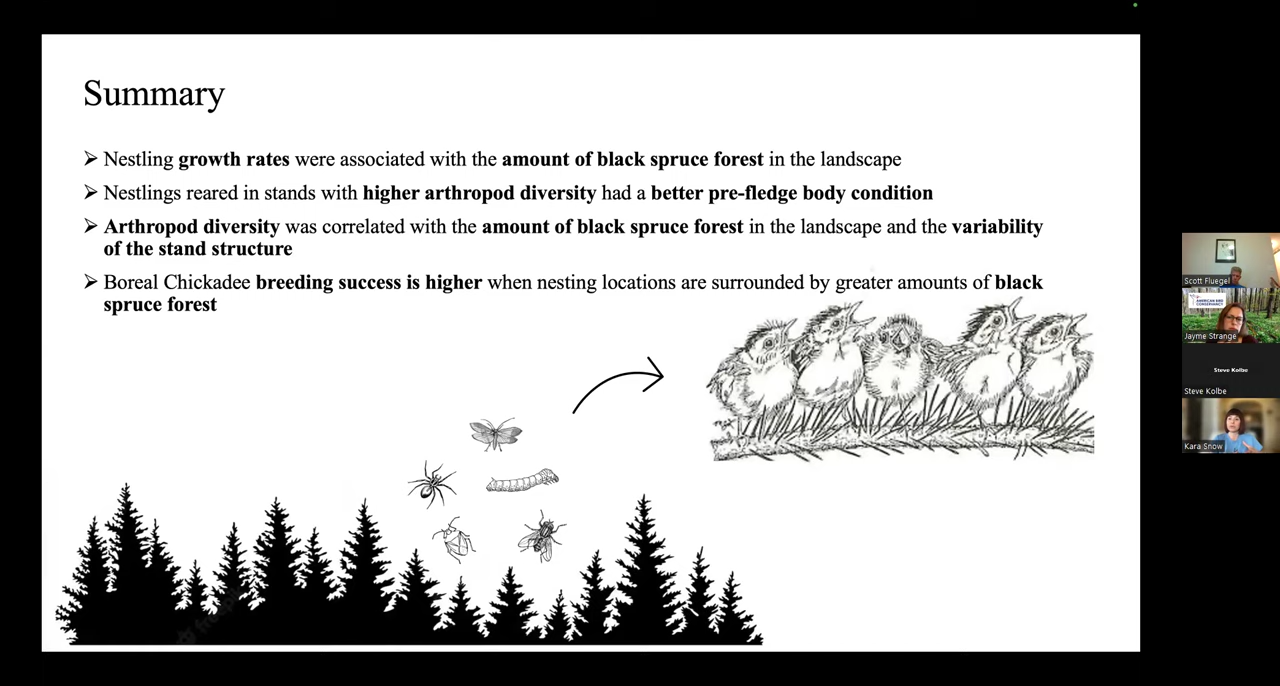 Summary
➢ Nestling growth rates were associated with the amount of black spruce forest in the landscape
➢ Nestlings reared in stands with higher arthropod diversity had a better pre-fledge body condition
➢ Arthropod diversity was correlated with the amount of black spruce forest in the landscape and the variability
of the stand structure
➢ Boreal Chickadee breeding success is higher when nesting locations are surrounded by greater amounts of black
spruce forest
Scott Fluegel
AMERICAN BIRD
CONSERVANCY
Jayme Strange
Steve Kolbe
Steve Kolbe
Kara Snow